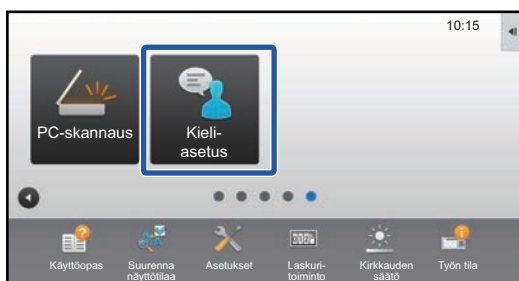 10:15
PC-skannaus
Kieli-
asetus
Käyttöopas
Suurenna
näyttötilaa
Asetukset
Laskuri-
toiminto
Kirkkauden
säätö
Työn tila